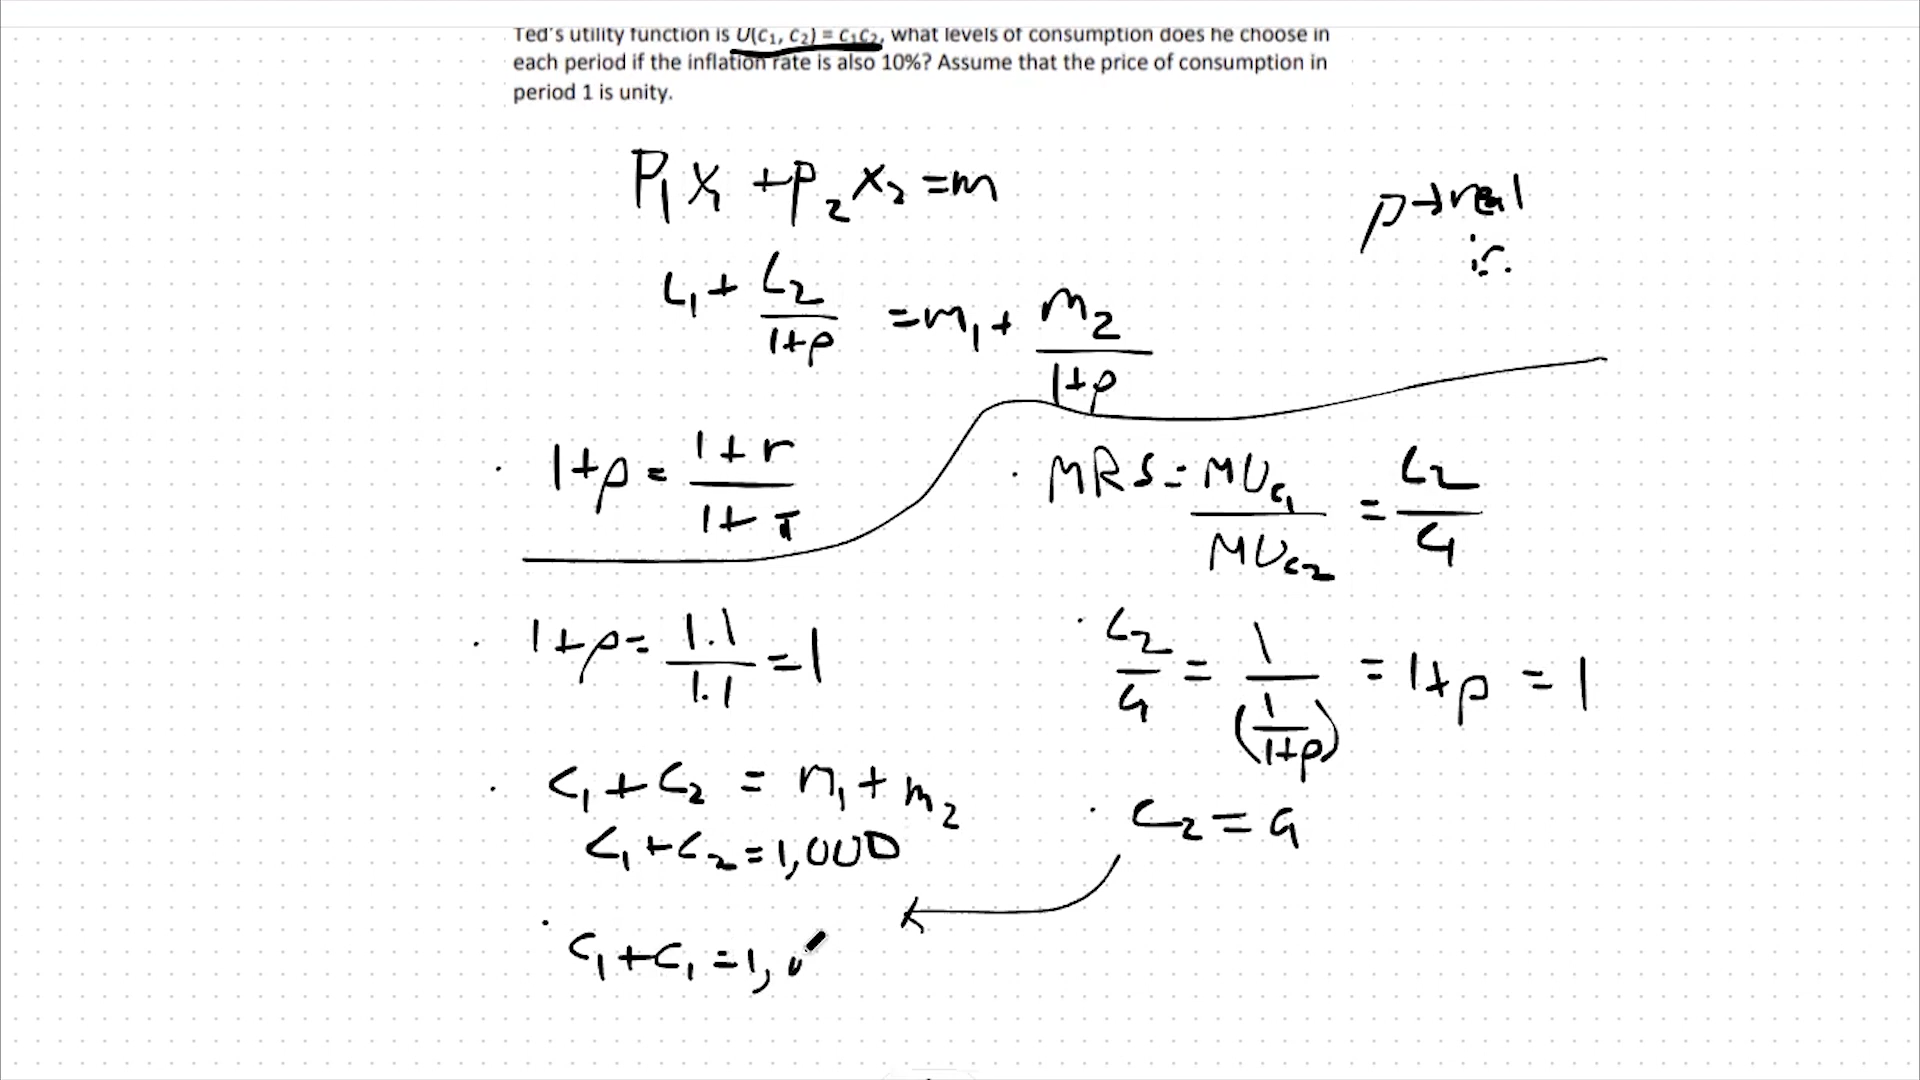 Ted's utility function is U(c₁, c₂) = c₁c₂, what levels of consumption does he choose in
each period if the inflation rate is also 10%? Assume that the price of consumption in
period 1 is unity.
P₁x₁ + P₂x₂ = m
ρ → real
i.r.
c₁ + c₂/(1+ρ) = m₁ + m₂/(1+ρ)
· 1+ρ = (1+r)/(1+π)
· MRS = MU_c₁/MU_c₂ = c₂/c₁
· 1+ρ = 1.1/1.1 = 1
· c₂/c₁ = 1/(1/(1+ρ)) = 1+ρ = 1
· c₁ + c₂ = m₁ + m₂
c₁ + c₂ = 1,000
· c₂ = c₁
· c₁ + c₁ = 1,0